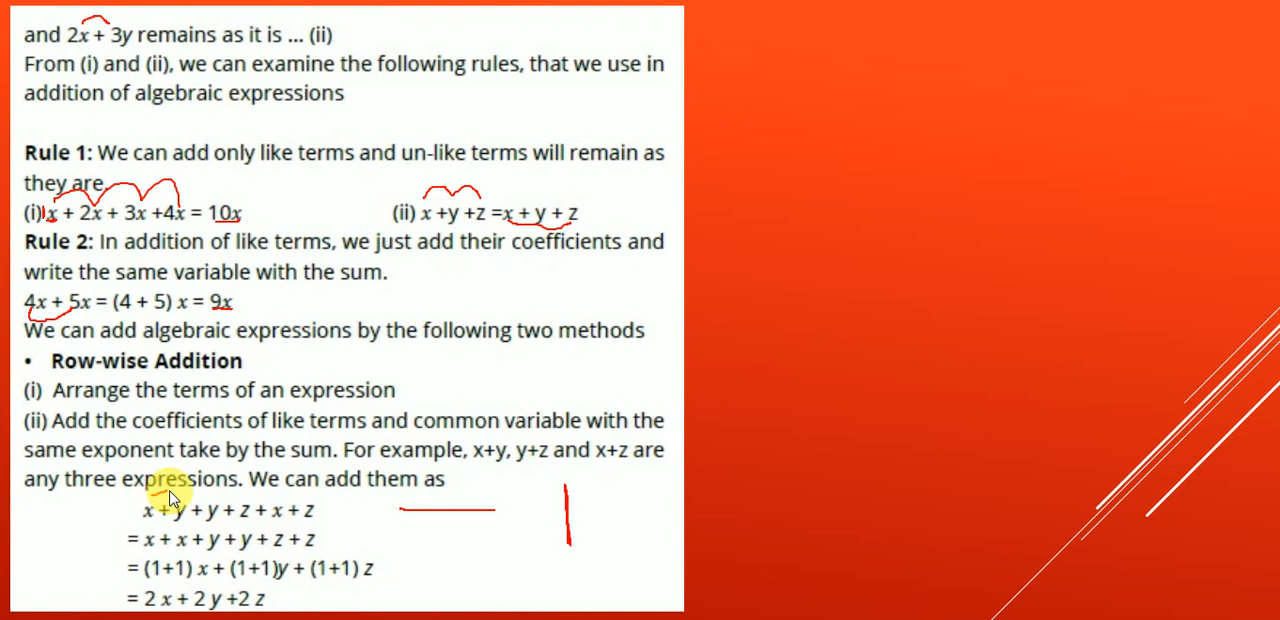 and 2x + 3y remains as it is ... (ii)
From (i) and (ii), we can examine the following rules, that we use in
addition of algebraic expressions
Rule 1: We can add only like terms and un-like terms will remain as
they are.
(i) 1x + 2x + 3x +4x = 10x (ii) x +y +z =x + y + z
Rule 2: In addition of like terms, we just add their coefficients and
write the same variable with the sum.
4x + 5x = (4 + 5) x = 9x
We can add algebraic expressions by the following two methods
• Row-wise Addition
(i) Arrange the terms of an expression
(ii) Add the coefficients of like terms and common variable with the
same exponent take by the sum. For example, x+y, y+z and x+z are
any three expressions. We can add them as
x + y + y + z + x + z
= x + x + y + y + z + z
= (1+1) x + (1+1)y + (1+1) z
= 2 x + 2 y +2 z